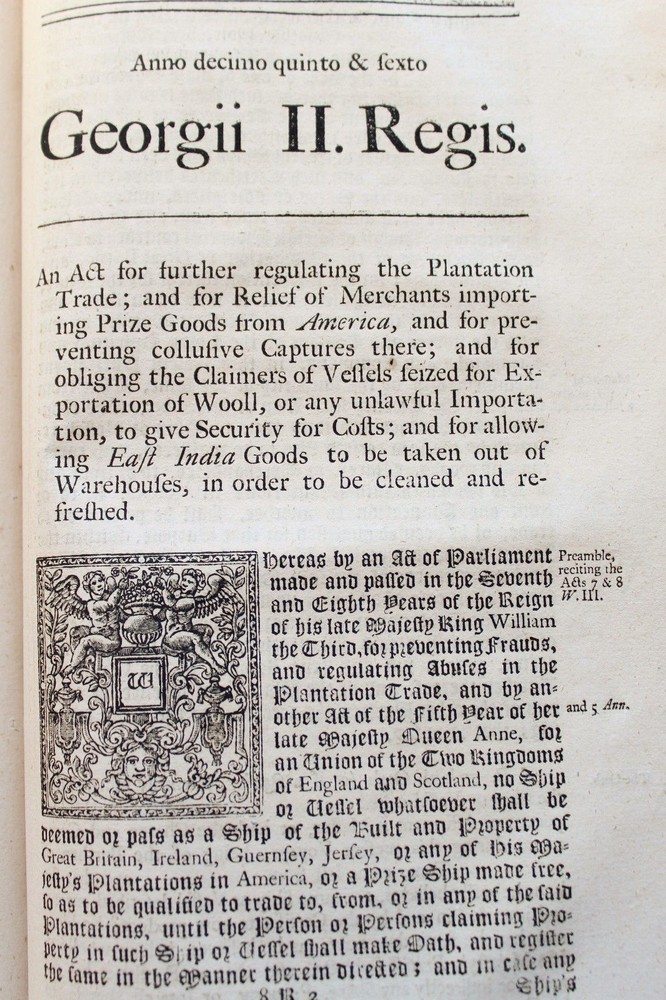 Anno decimo quinto & ſexto
Georgii II. Regis.
An Act for further regulating the Plantation
Trade; and for Relief of Merchants import-
ing Prize Goods from America, and for pre-
venting colluſive Captures there; and for
obliging the Claimers of Veſſels ſeized for Ex-
portation of Wooll, or any unlawful Importa-
tion, to give Security for Coſts; and for allow-
ing Eaſt India Goods to be taken out of
Warehouſes, in order to be cleaned and re-
freſhed.
W
Hereas by an Act of Parliament
made and paſſed in the Seventh
and Eighth Years of the Reign
of his late Majeſty King William
the Third, for preventing Frauds,
and regulating Abuſes in the
Plantation Trade, and by an-
other Act of the Fifth Year of her
late Majeſty Queen Anne, for
an Union of the Two Kingdoms
of England and Scotland, no Ship
or Veſſel whatſoever ſhall be
deemed or paſs as a Ship of the Built and Property of
Great Britain, Ireland, Guernſey, Jerſey, or any of His Ma-
jeſty's Plantations in America, or a Prize Ship made free,
ſo as to be qualified to trade to, from, or in any of the ſaid
Plantations, until the Perſon or Perſons claiming Pro-
perty in ſuch Ship or Veſſel ſhall make Oath, and regiſter
the ſame in the Manner therein directed; and in caſe any
8 R 2
Ship's
Preamble,
reciting the
Acts 7 & 8
W. III.
and 5 Ann.